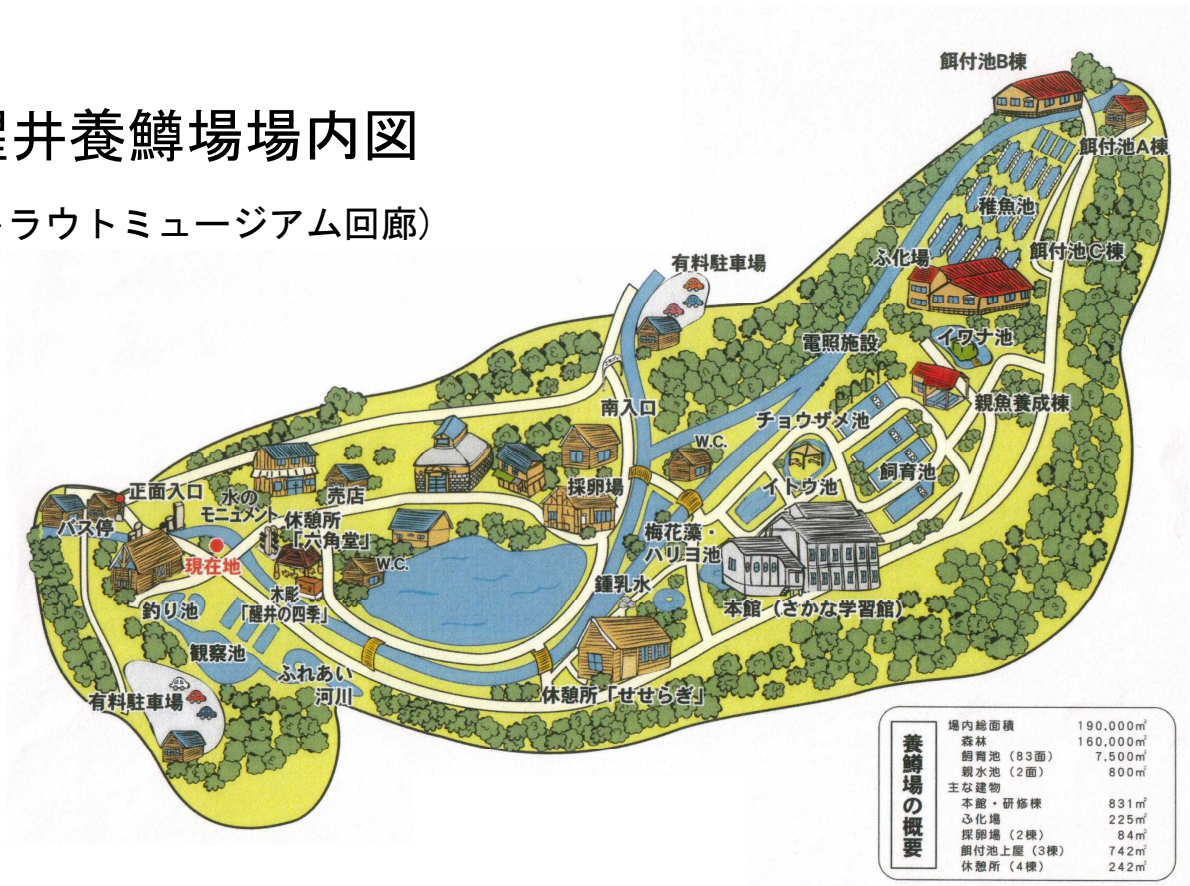 井養鱒場場内図
ラウトミュージアム回廊)
餌付池B棟
餌付池A棟
稚魚池
餌付池C棟
ふ化場
有料駐車場
イワナ池
電照施設
親魚養成棟
南入口
チョウザメ池
W.C.
飼育池
イトウ池
採卵場
売店
正面入口
水の
モニュメント
バス停
休憩所
「六角堂」
現在地
W.C.
梅花藻・
ハリヨ池
鍾乳水
本館(さかな学習館)
木彫
「醒井の四季」
釣り池
観察池
ふれあい
河川
休憩所「せせらぎ」
有料駐車場
養鱒場の概要
場内総面積 190,000㎡
森林 160,000㎡
飼育池(83面) 7,500㎡
親水池(2面) 800㎡
主な建物
本館・研修棟 831㎡
ふ化場 225㎡
採卵場(2棟) 84㎡
餌付池上屋(3棟) 742㎡
休憩所(4棟) 242㎡